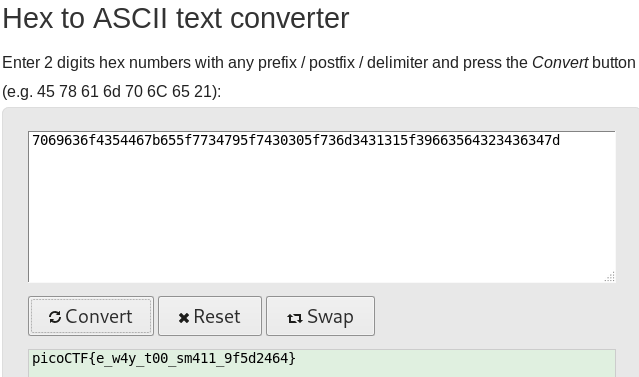 Hex to ASCII text converter
Enter 2 digits hex numbers with any prefix / postfix / delimiter and press the Convert button
(e.g. 45 78 61 6d 70 6C 65 21):
7069636f4354467b655f7734795f7430305f736d3431315f39663564323436347d
Convert
Reset
Swap
picoCTF{e_w4y_t00_sm411_9f5d2464}